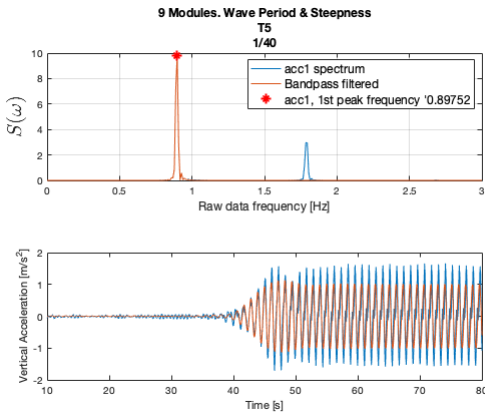 9 Modules. Wave Period & Steepness
T5
1/40
10
8
6
4
2
0
S(ω)
acc1 spectrum
Bandpass filtered
acc1, 1st peak frequency '0.89752
0 0.5 1 1.5 2 2.5 3
Raw data frequency [Hz]
2
1
0
-1
-2
Vertical Acceleration [m/s²]
10 20 30 40 50 60 70 80
Time [s]